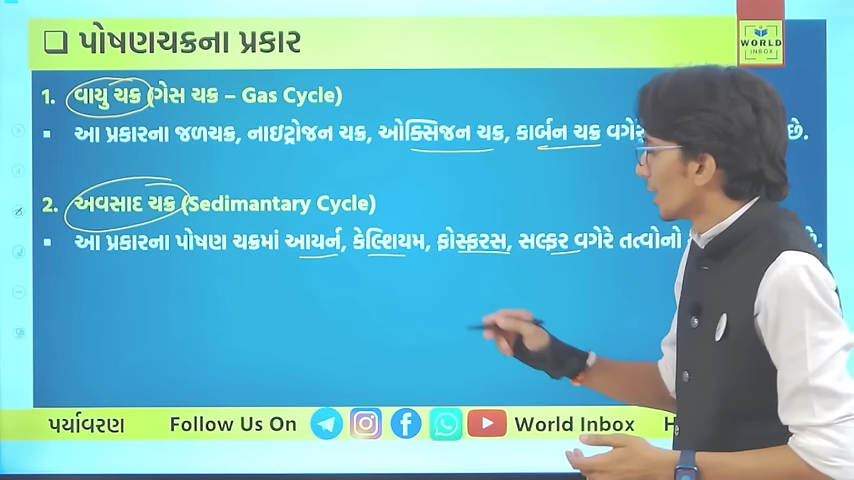 ❑ પોષણચક્રના પ્રકાર
WORLD
INBOX
1. વાયુ ચક્ર (ગેસ ચક્ર – Gas Cycle)
▪ આ પ્રકારના જળચક્ર, નાઇટ્રોજન ચક્ર, ઓક્સિજન ચક્ર, કાર્બન ચક્ર છે.
2. અવસાદ ચક્ર (Sedimantary Cycle)
▪ આ પ્રકારના પોષણ ચક્રમાં આયર્ન, કેલ્શિયમ, ફોસ્ફરસ, સલ્ફર વગેરે તત્વોનો છે.
પર્યાવરણ Follow Us On World Inbox